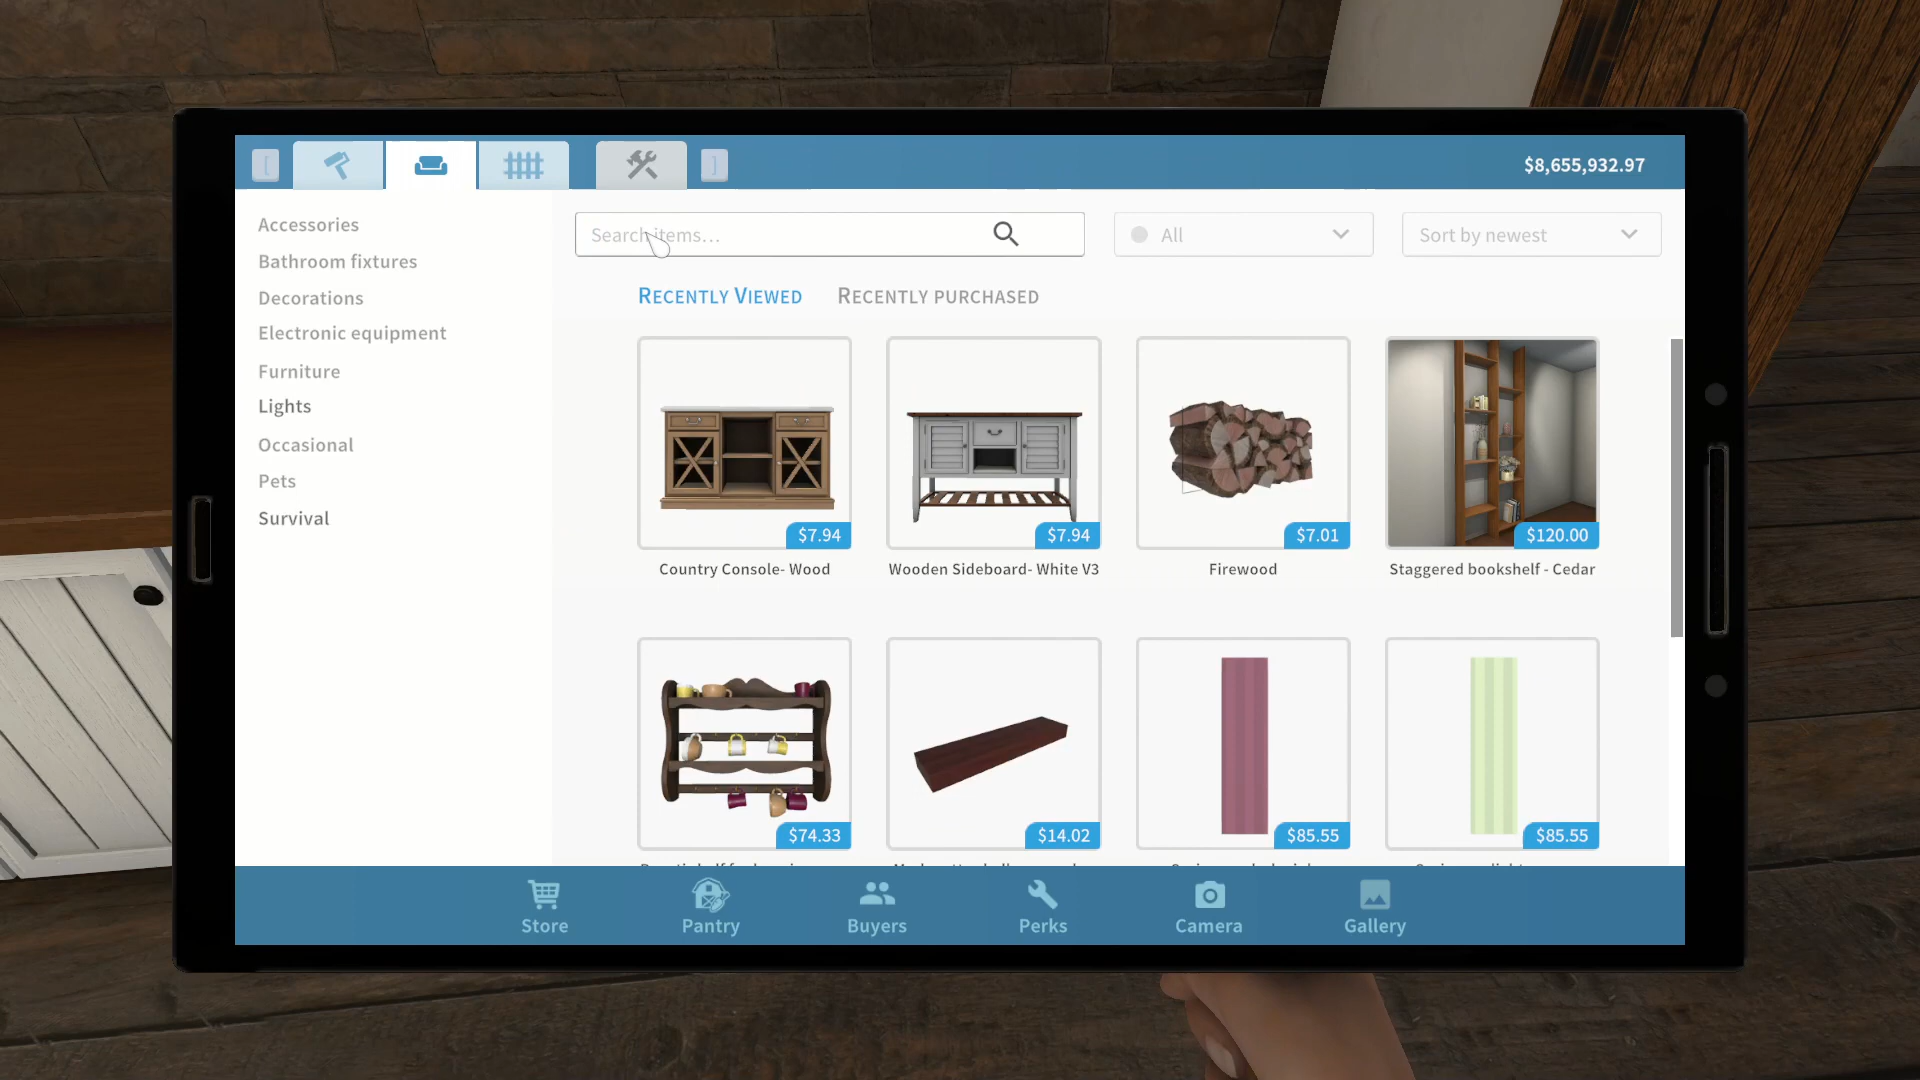 [
]
$8,655,932.97
Accessories
Bathroom fixtures
Decorations
Electronic equipment
Furniture
Lights
Occasional
Pets
Survival
Search items...
All
Sort by newest
RECENTLY VIEWED
RECENTLY PURCHASED
$7.94
$7.94
$7.01
$120.00
Country Console- Wood
Wooden Sideboard- White V3
Firewood
Staggered bookshelf - Cedar
$74.33
$14.02
$85.55
$85.55
Store
Pantry
Buyers
Perks
Camera
Gallery